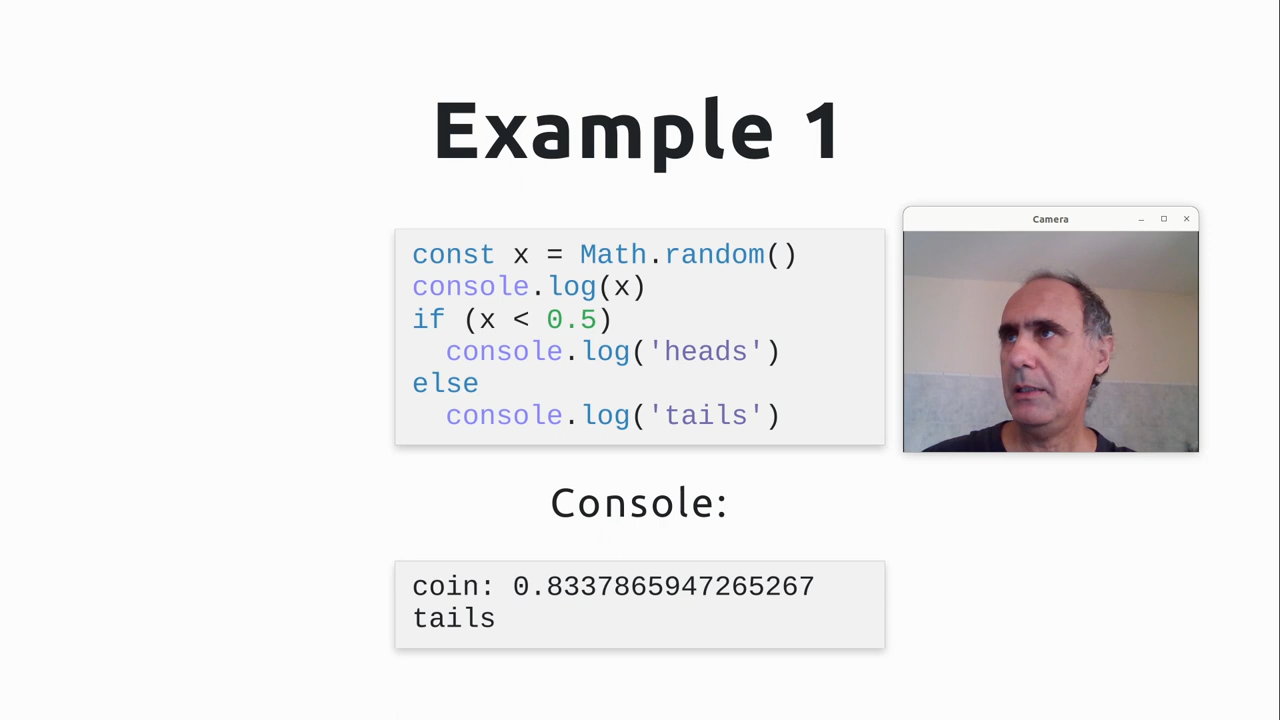 Example 1
const x = Math.random()
console.log(x)
if (x < 0.5)
  console.log('heads')
else
  console.log('tails')
Camera
Console:
coin: 0.8337865947265267
tails